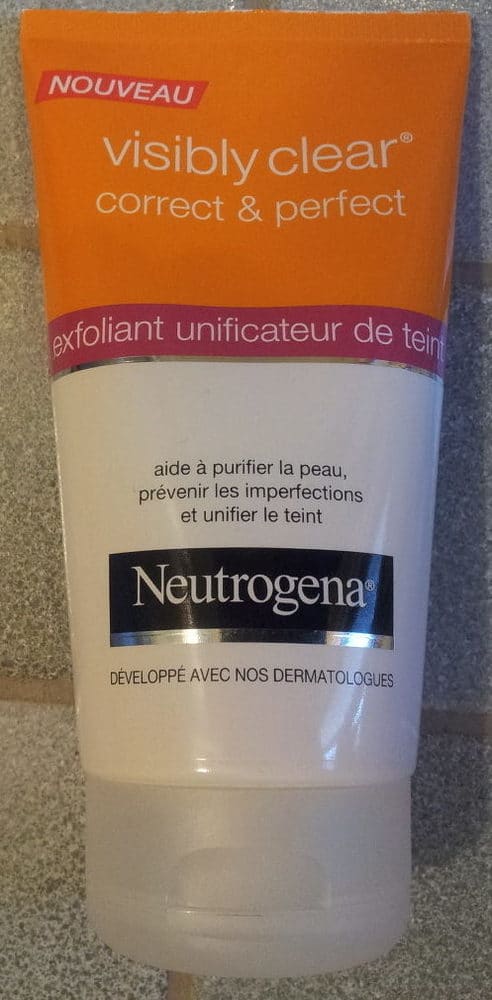 NOUVEAU
visibly clear®
correct & perfect
exfoliant unificateur de teint
aide à purifier la peau,
prévenir les imperfections
et unifier le teint
Neutrogena®
DÉVELOPPÉ AVEC NOS DERMATOLOGUES